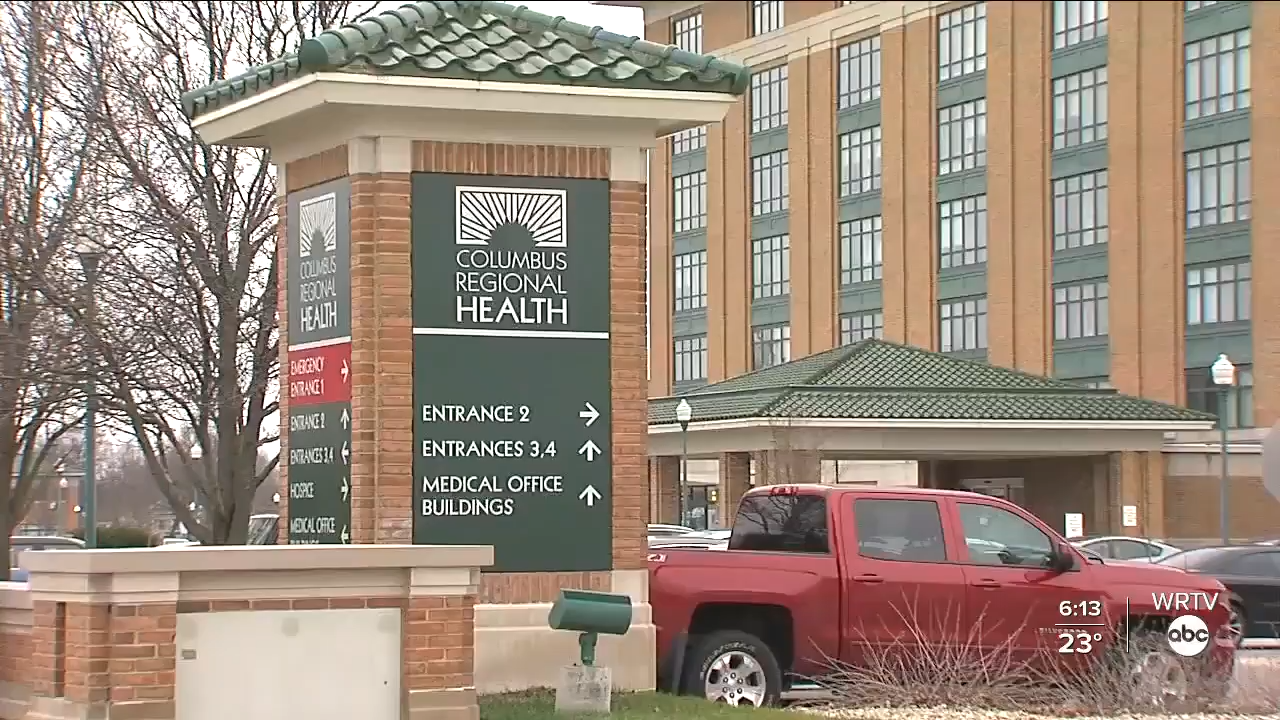 COLUMBUS
REGIONAL
HEALTH
EMERGENCY
ENTRANCE 1
ENTRANCE 2
ENTRANCES 3,4
HOSPICE
MEDICAL OFFICE
COLUMBUS
REGIONAL
HEALTH
ENTRANCE 2
ENTRANCES 3,4
MEDICAL OFFICE
BUILDINGS
6:13
23°
WRTV
abc